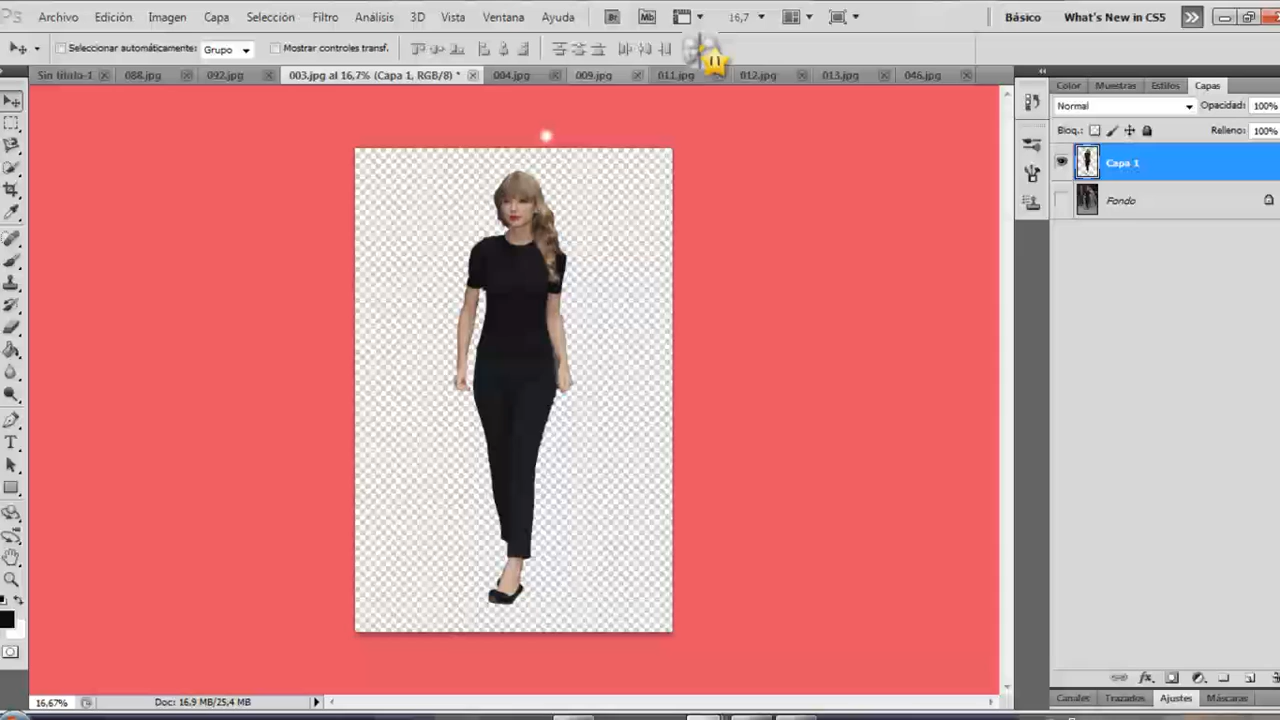 Ps Archivo Edición Imagen Capa Selección Filtro Análisis 3D Vista Ventana Ayuda Br Mb 16,7 Básico What's New in CS5
Seleccionar automáticamente: Grupo Mostrar controles transf.
Sin título-1 088.jpg 092.jpg 003.jpg al 16,7% (Capa 1, RGB/8) * 004.jpg 009.jpg 011.jpg 012.jpg 013.jpg 046.jpg
Color Muestras Estilos Capas
Normal Opacidad: 100%
Bloq.: Relleno: 100%
Capa 1
Fondo
16.67% Doc: 16,9 MB/25,4 MB
Canales Trazados Ajustes Máscaras